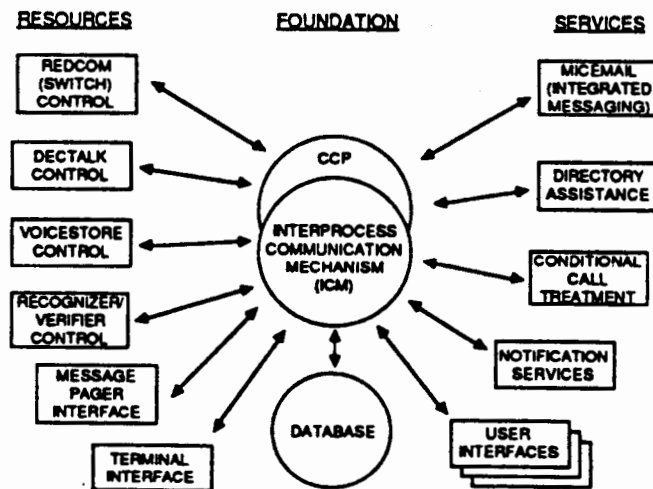 RESOURCES
FOUNDATION
SERVICES
REDCOM
(SWITCH)
CONTROL
DECTALK
CONTROL
VOICESTORE
CONTROL
RECOGNIZER/
VERIFIER
CONTROL
MESSAGE
PAGER
INTERFACE
TERMINAL
INTERFACE
CCP
INTERPROCESS
COMMUNICATION
MECHANISM
(ICM)
DATABASE
MICEMAIL
(INTEGRATED
MESSAGING)
DIRECTORY
ASSISTANCE
CONDITIONAL
CALL
TREATMENT
NOTIFICATION
SERVICES
USER
INTERFACES